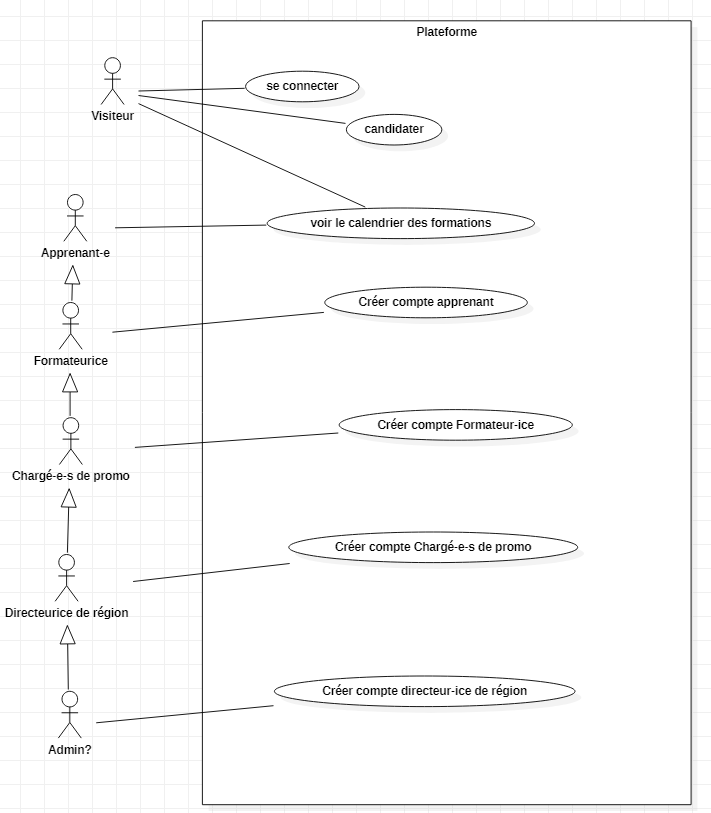 Plateforme
se connecter
Visiteur
candidater
voir le calendrier des formations
Apprenant-e
Créer compte apprenant
Formateurice
Créer compte Formateur-ice
Chargé-e-s de promo
Créer compte Chargé-e-s de promo
Directeurice de région
Créer compte directeur-ice de région
Admin?